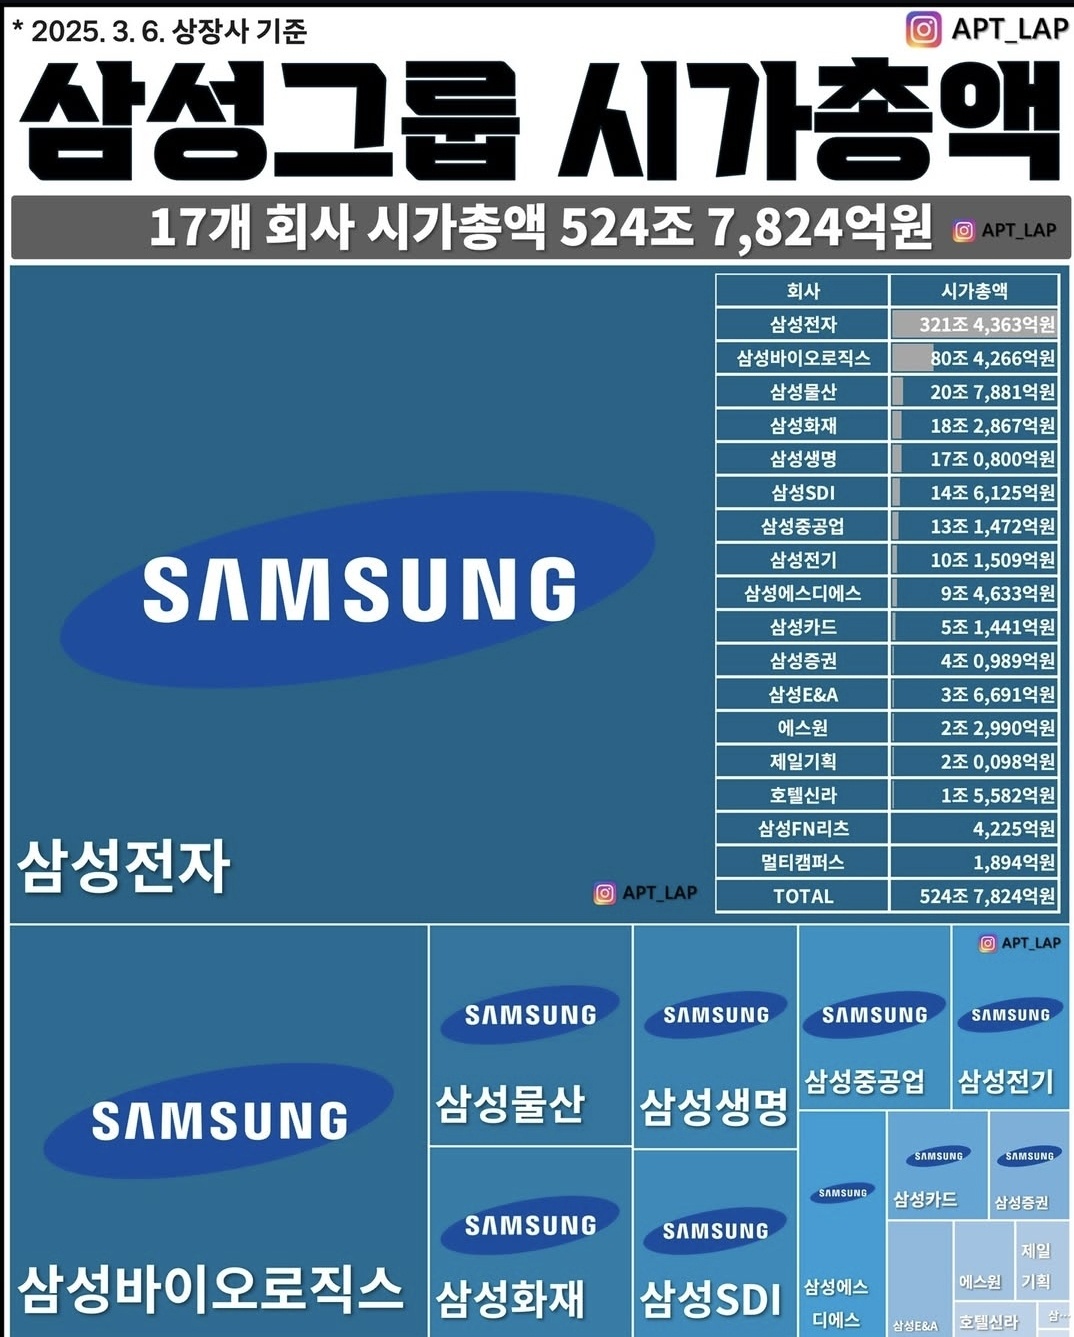 * 2025. 3. 6. 상장사 기준
APT_LAP
삼성그룹 시가총액
17개 회사 시가총액 524조 7,824억원
APT_LAP
회사 시가총액
삼성전자 321조 4,363억원
삼성바이오로직스 80조 4,266억원
삼성물산 20조 7,881억원
삼성화재 18조 2,867억원
삼성생명 17조 0,800억원
삼성SDI 14조 6,125억원
삼성중공업 13조 1,472억원
삼성전기 10조 1,509억원
삼성에스디에스 9조 4,633억원
삼성카드 5조 1,441억원
삼성증권 4조 0,989억원
삼성E&A 3조 6,691억원
에스원 2조 2,990억원
제일기획 2조 0,098억원
호텔신라 1조 5,582억원
삼성FN리츠 4,225억원
멀티캠퍼스 1,894억원
TOTAL 524조 7,824억원
SAMSUNG
삼성전자
APT_LAP
SAMSUNG
삼성바이오로직스
SAMSUNG
삼성물산
SAMSUNG
삼성화재
SAMSUNG
삼성생명
SAMSUNG
삼성SDI
SAMSUNG
삼성중공업
APT_LAP
SAMSUNG
삼성전기
SAMSUNG
삼성에스
디에스
SAMSUNG
삼성카드
SAMSUNG
삼성증권
삼성E&A
에스원
제일
기획
호텔신라
삼...